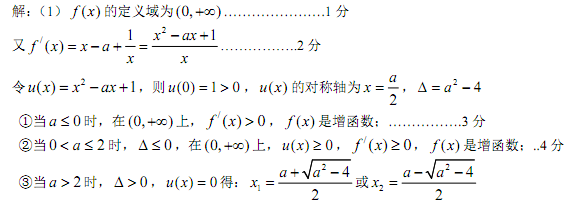 解：（1） f(x) 的定义域为 (0,+∞)……………………1 分
又 f′(x) = x − a + 1/x = (x² − ax + 1)/x ………………2 分
令 u(x) = x² − ax + 1，则 u(0) = 1 > 0，u(x) 的对称轴为 x = a/2，Δ = a² − 4
①当 a ≤ 0 时，在 (0,+∞) 上，f′(x) > 0，f(x) 是增函数；………………3 分
②当 0 < a ≤ 2 时，Δ ≤ 0，在 (0,+∞) 上，u(x) ≥ 0，f′(x) ≥ 0，f(x) 是增函数；..4分
③当 a > 2 时，Δ > 0，u(x) = 0 得：x₁ = (a + √(a² − 4))/2 或 x₂ = (a − √(a² − 4))/2